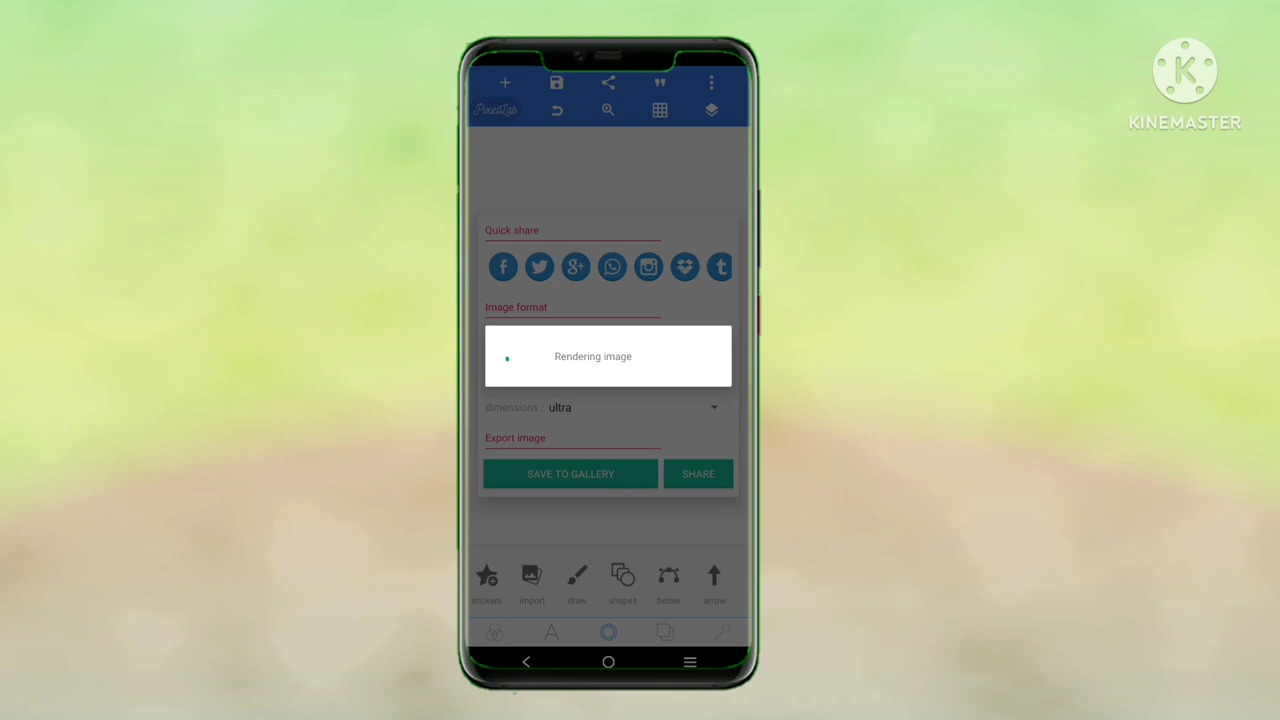 KINEMASTER
PixelLab
Quick share
Image format
Rendering image
dimensions : ultra
Export image
SAVE TO GALLERY SHARE
stickers import draw shapes bezier arrow